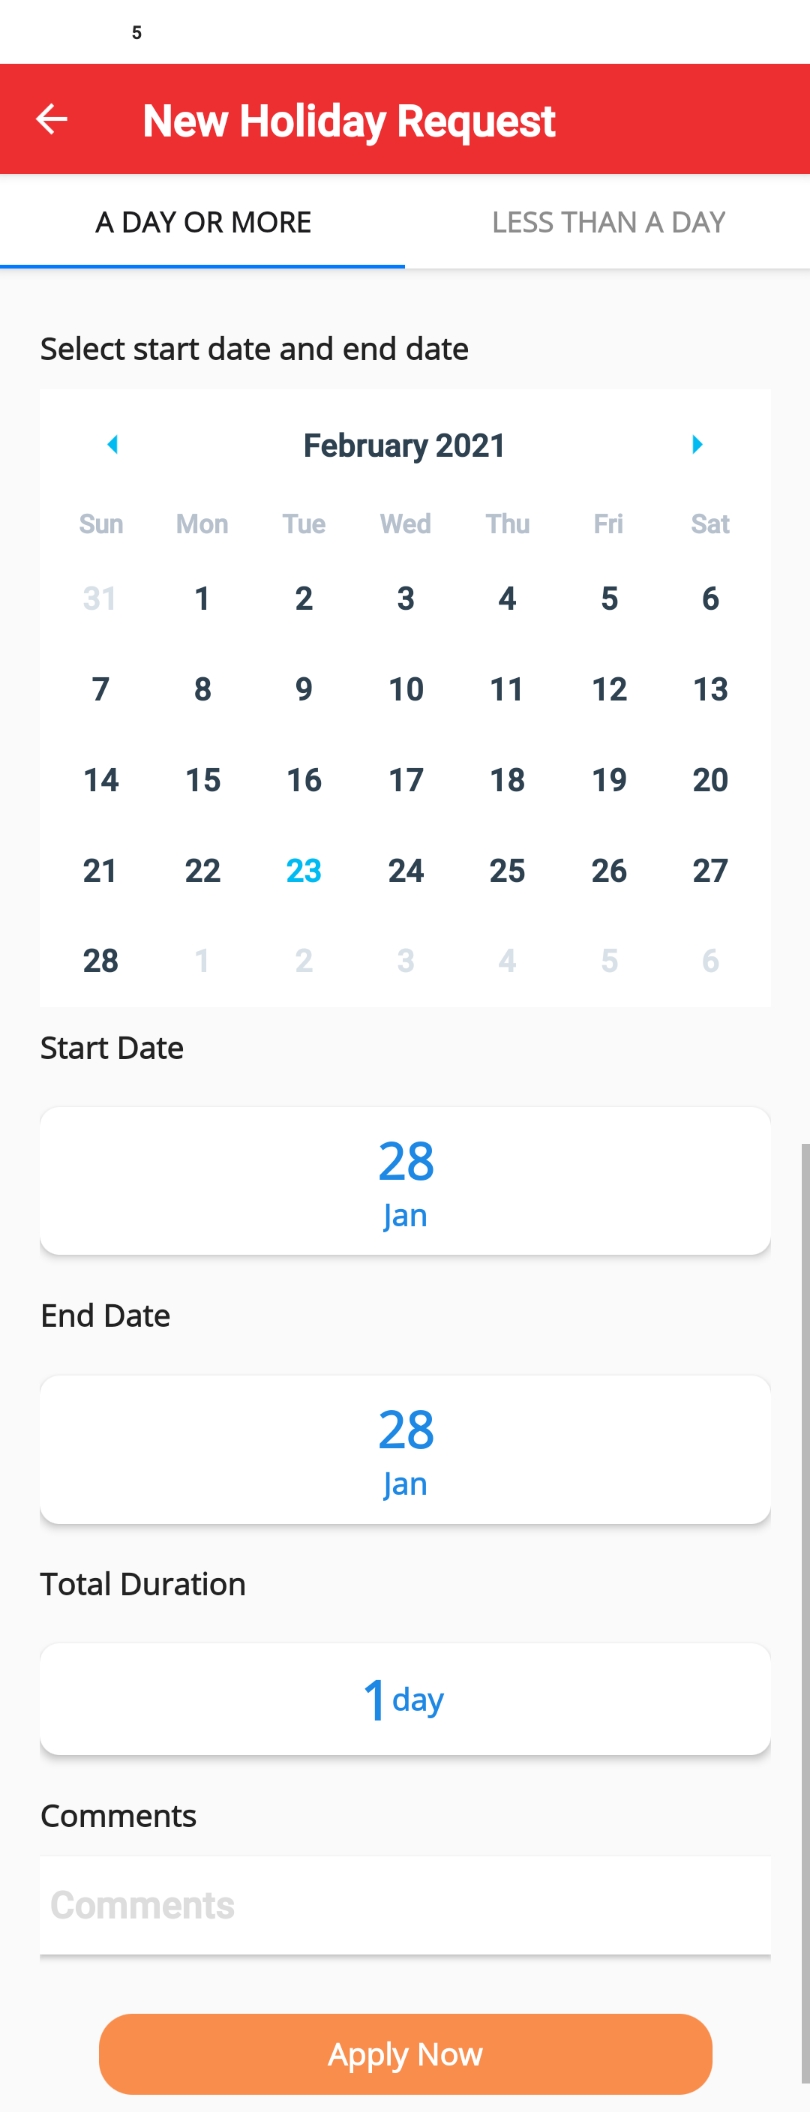 5
New Holiday Request
A DAY OR MORE LESS THAN A DAY
Select start date and end date
February 2021
Sun Mon Tue Wed Thu Fri Sat
31 1 2 3 4 5 6
7 8 9 10 11 12 13
14 15 16 17 18 19 20
21 22 23 24 25 26 27
28 1 2 3 4 5 6
Start Date
28
Jan
End Date
28
Jan
Total Duration
1 day
Comments
Comments
Apply Now